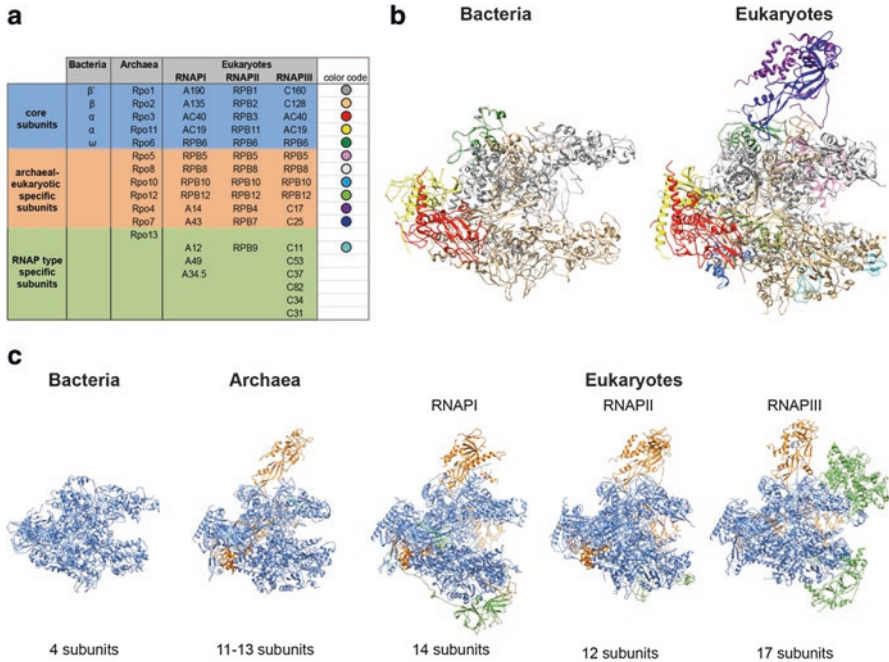 a
Bacteria Archaea Eukaryotes
RNAPI RNAPII RNAPIII color code
core subunits
β' Rpo1 A190 RPB1 C160
β Rpo2 A135 RPB2 C128
α Rpo3 AC40 RPB3 AC40
α Rpo11 AC19 RPB11 AC19
ω Rpo6 RPB6 RPB6 RPB6
archaeal-eukaryotic specific subunits
Rpo5 RPB5 RPB5 RPB5
Rpo8 RPB8 RPB8 RPB8
Rpo10 RPB10 RPB10 RPB10
Rpo12 RPB12 RPB12 RPB12
Rpo4 A14 RPB4 C17
Rpo7 A43 RPB7 C25
RNAP type specific subunits
Rpo13
A12 RPB9 C11
A49 C53
A34.5 C37
C82
C34
C31
b
Bacteria Eukaryotes
c
Bacteria Archaea Eukaryotes
RNAPI RNAPII RNAPIII
4 subunits 11-13 subunits 14 subunits 12 subunits 17 subunits